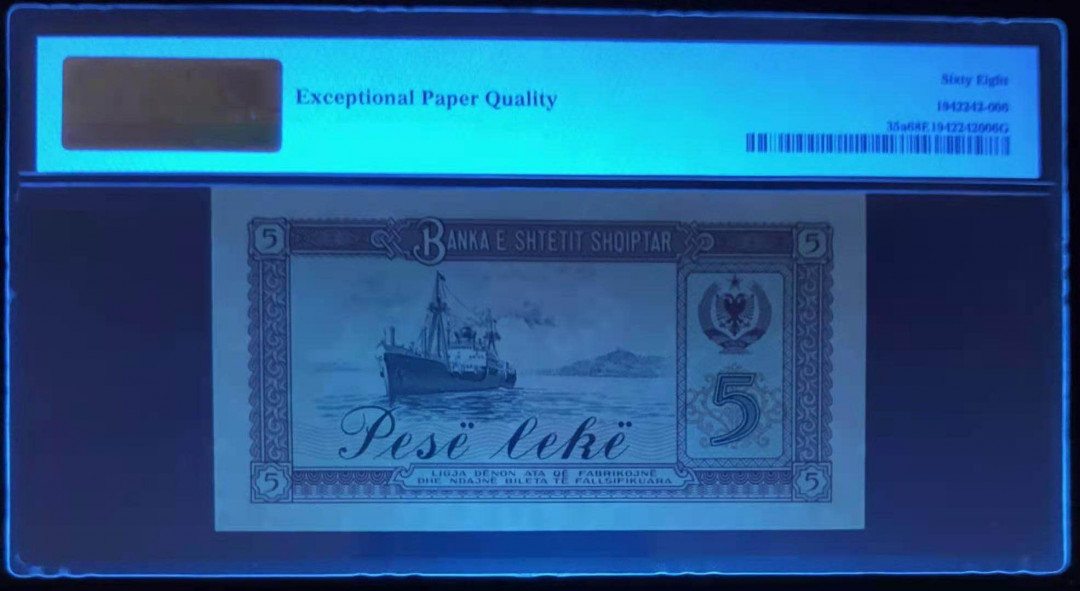 Sixty Eight
Exceptional Paper Quality
1942242-006
35a68E1942242006G
5 BANKA E SHTETIT SHQIPTAR 5
5
Pesë lekë
5 LIGJA DËNON ATA QË FABRIKOJNË 5
DHE NDAJNË BILETA TË FALLSIFIKUARA